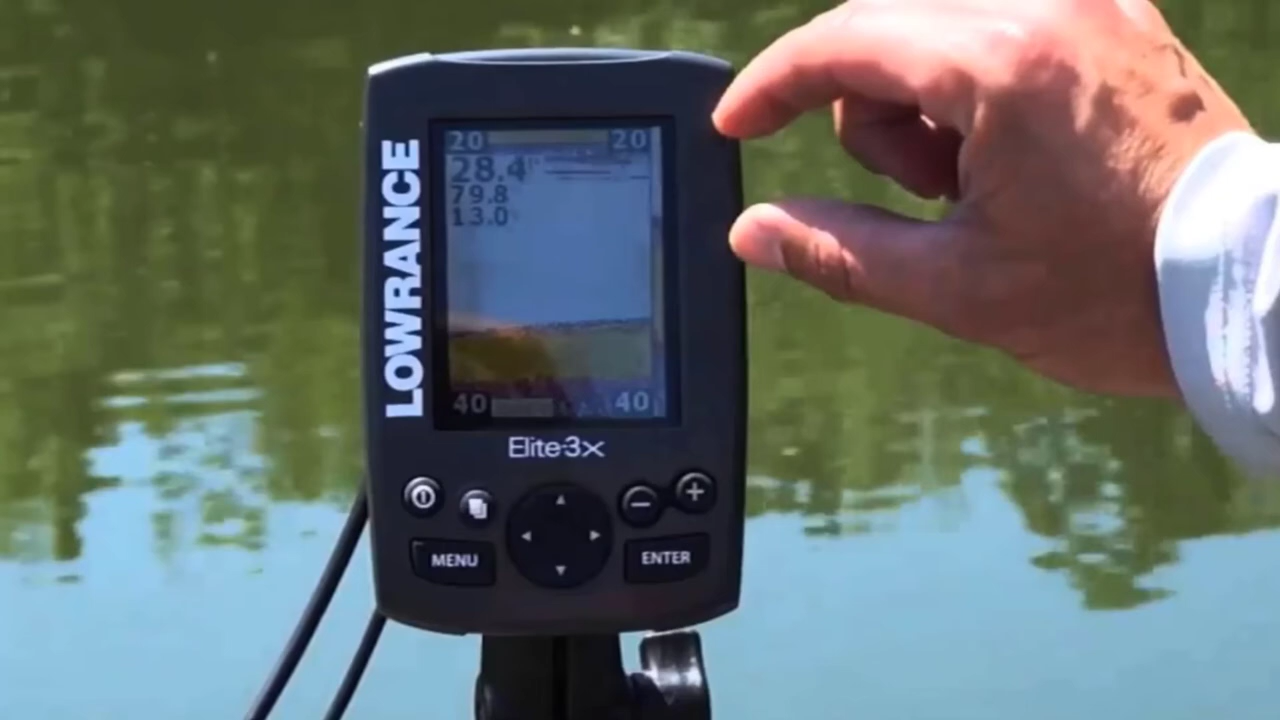 LOWRANCE
20 20
28.4
79.8
13.0
40 40
Elite-3x
MENU
ENTER